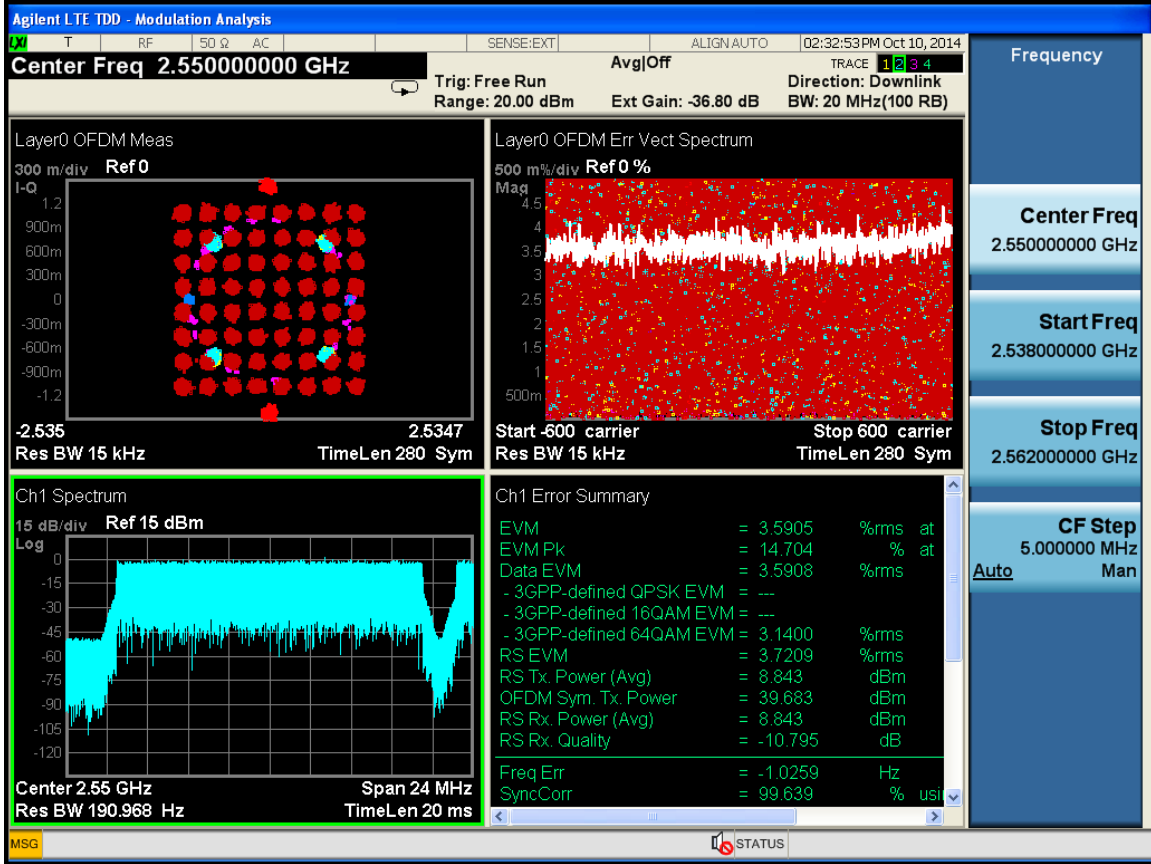 Agilent LTE TDD - Modulation Analysis
LXI T RF 50 Ω AC SENSE:EXT ALIGN AUTO 02:32:53 PM Oct 10, 2014
Center Freq 2.550000000 GHz
Avg|Off
TRACE 1 2 3 4
Trig: Free Run
Direction: Downlink
Range: 20.00 dBm Ext Gain: -36.80 dB BW: 20 MHz(100 RB)
Frequency
Center Freq
2.550000000 GHz
Start Freq
2.538000000 GHz
Stop Freq
2.562000000 GHz
CF Step
5.000000 MHz
Auto Man
Layer0 OFDM Meas
300 m/div Ref 0
I-Q
1.2
900m
600m
300m
0
-300m
-600m
-900m
-1.2
-2.535 2.5347
Res BW 15 kHz TimeLen 280 Sym
Layer0 OFDM Err Vect Spectrum
500 m%/div Ref 0 %
Mag
4.5
4
3.5
3
2.5
2
1.5
1
500m
Start -600 carrier Stop 600 carrier
Res BW 15 kHz TimeLen 280 Sym
Ch1 Spectrum
15 dB/div Ref 15 dBm
Log
0
-15
-30
-45
-60
-75
-90
-105
-120
Center 2.55 GHz Span 24 MHz
Res BW 190.968 Hz TimeLen 20 ms
Ch1 Error Summary
EVM = 3.5905 %rms at
EVM Pk = 14.704 % at
Data EVM = 3.5908 %rms
- 3GPP-defined QPSK EVM = ---
- 3GPP-defined 16QAM EVM = ---
- 3GPP-defined 64QAM EVM = 3.1400 %rms
RS EVM = 3.7209 %rms
RS Tx. Power (Avg) = 8.843 dBm
OFDM Sym. Tx. Power = 39.683 dBm
RS Rx. Power (Avg) = 8.843 dBm
RS Rx. Quality = -10.795 dB
Freq Err = -1.0259 Hz
SyncCorr = 99.639 % usi
MSG STATUS